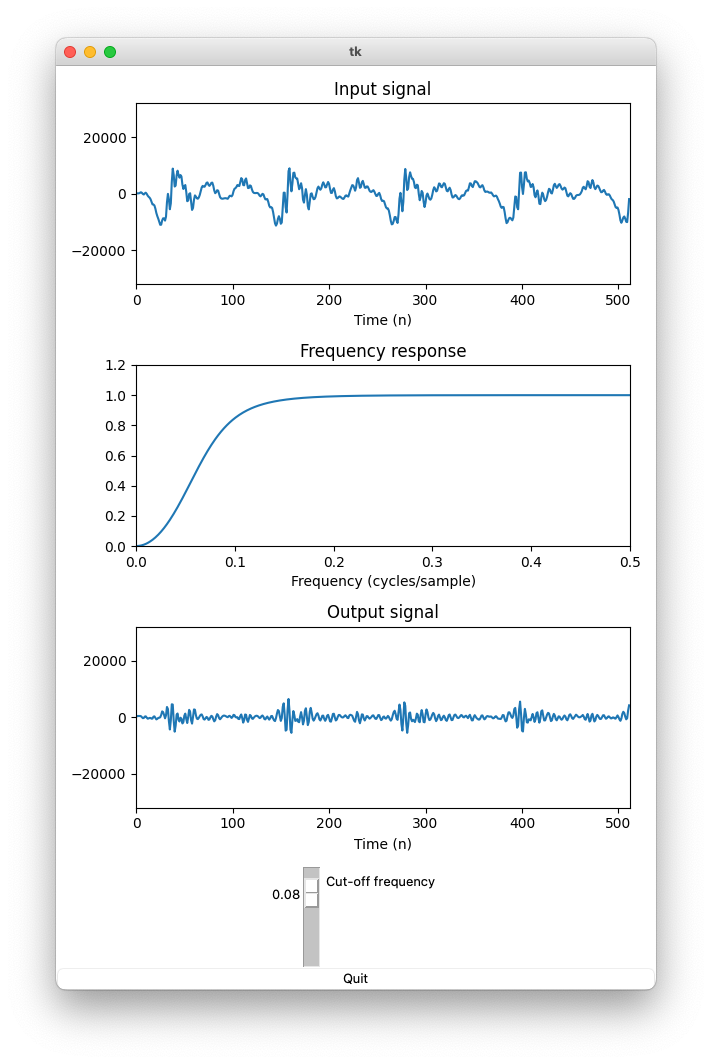 tk
Input signal
20000
0
−20000
0 100 200 300 400 500
Time (n)
Frequency response
1.2
1.0
0.8
0.6
0.4
0.2
0.0
0.0 0.1 0.2 0.3 0.4 0.5
Frequency (cycles/sample)
Output signal
20000
0
−20000
0 100 200 300 400 500
Time (n)
Cut-off frequency
0.08
Quit